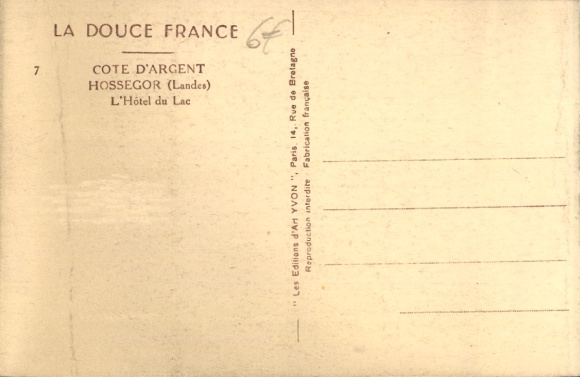 LA DOUCE FRANCE
6€
7
COTE D'ARGENT
HOSSEGOR (Landes)
L'Hôtel du Lac
" Les Editions d'Art YVON ", Paris, 14, Rue de Bretagne
Reproduction interdite Fabrication française